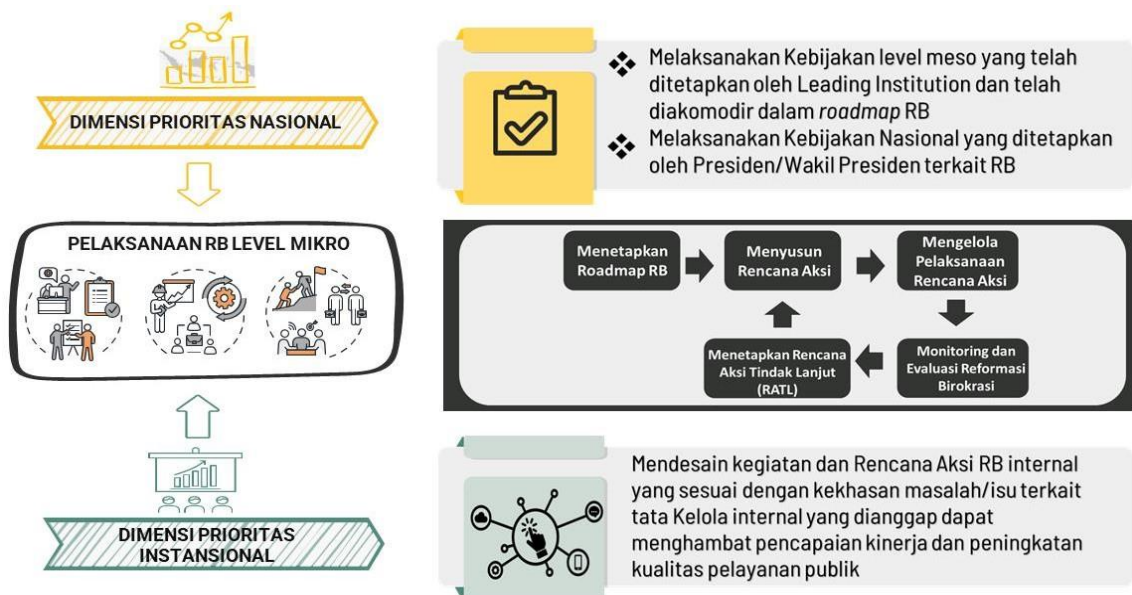 DIMENSI PRIORITAS NASIONAL
Melaksanakan Kebijakan level meso yang telah
ditetapkan oleh Leading Institution dan telah
diakomodir dalam roadmap RB
Melaksanakan Kebijakan Nasional yang ditetapkan
oleh Presiden/Wakil Presiden terkait RB
PELAKSANAAN RB LEVEL MIKRO
Menetapkan
Roadmap RB
Menyusun
Rencana Aksi
Mengelola
Pelaksanaan
Rencana Aksi
Menetapkan Rencana
Aksi Tindak Lanjut
(RATL)
Monitoring dan
Evaluasi Reformasi
Birokrasi
DIMENSI PRIORITAS
INSTANSIONAL
Mendesain kegiatan dan Rencana Aksi RB internal
yang sesuai dengan kekhasan masalah/isu terkait
tata Kelola internal yang dianggap dapat
menghambat pencapaian kinerja dan peningkatan
kualitas pelayanan publik